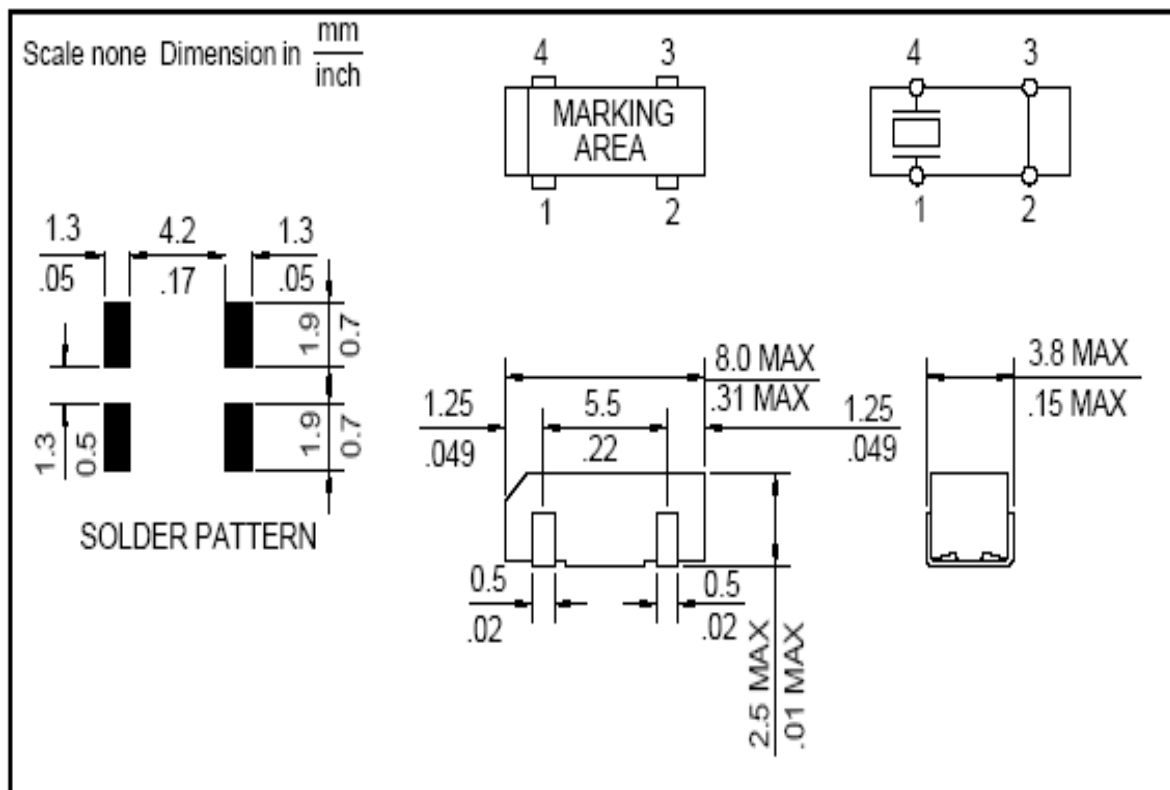 Scale none Dimension in mm/inch
4 3
MARKING
AREA
1 2
4 3
1 2
1.3 4.2 1.3
.05 .17 .05
1.9
0.7
1.3
0.5
1.9
0.7
SOLDER PATTERN
8.0 MAX
.31 MAX
1.25 5.5 1.25
.049 .22 .049
0.5 0.5
.02 .02
2.5 MAX
.01 MAX
3.8 MAX
.15 MAX